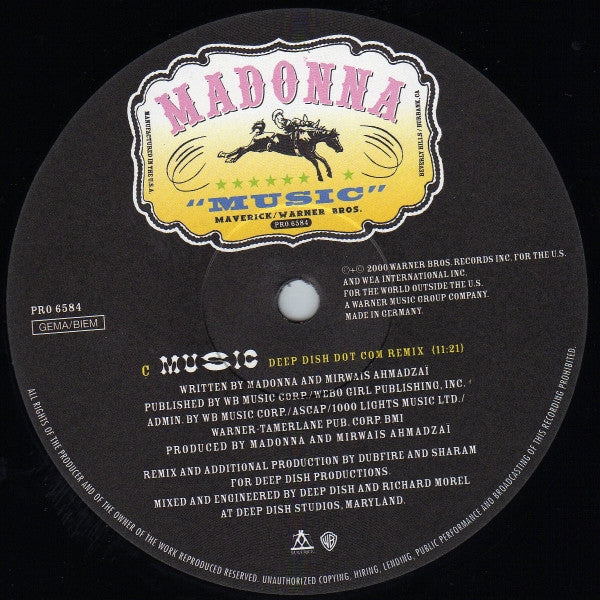 MADONNA
MANUFACTURED IN THE U.S.A.
BEVERLY HILLS / BURBANK, CA
"MUSIC"
MAVERICK/WARNER BROS.
PRO 6584
℗+© 2000 WARNER BROS. RECORDS INC. FOR THE U.S.
AND WEA INTERNATIONAL INC.
FOR THE WORLD OUTSIDE THE U.S.
A WARNER MUSIC GROUP COMPANY.
MADE IN GERMANY.
PRO 6584
GEMA/BIEM
C MUSIC DEEP DISH DOT COM REMIX (11:21)
WRITTEN BY MADONNA AND MIRWAIS AHMADZAÏ
PUBLISHED BY WB MUSIC CORP./WEBO GIRL PUBLISHING, INC.
ADMIN. BY WB MUSIC CORP./ASCAP/1000 LIGHTS MUSIC LTD./
WARNER-TAMERLANE PUB. CORP. BMI
PRODUCED BY MADONNA AND MIRWAIS AHMADZAÏ
REMIX AND ADDITIONAL PRODUCTION BY DUBFIRE AND SHARAM
FOR DEEP DISH PRODUCTIONS.
MIXED AND ENGINEERED BY DEEP DISH AND RICHARD MOREL
AT DEEP DISH STUDIOS, MARYLAND.
MAVERICK
WB
ALL RIGHTS OF THE PRODUCER AND OF THE OWNER OF THE WORK REPRODUCED RESERVED. UNAUTHORIZED COPYING, HIRING, LENDING, PUBLIC PERFORMANCE AND BROADCASTING OF THIS RECORDING PROHIBITED.